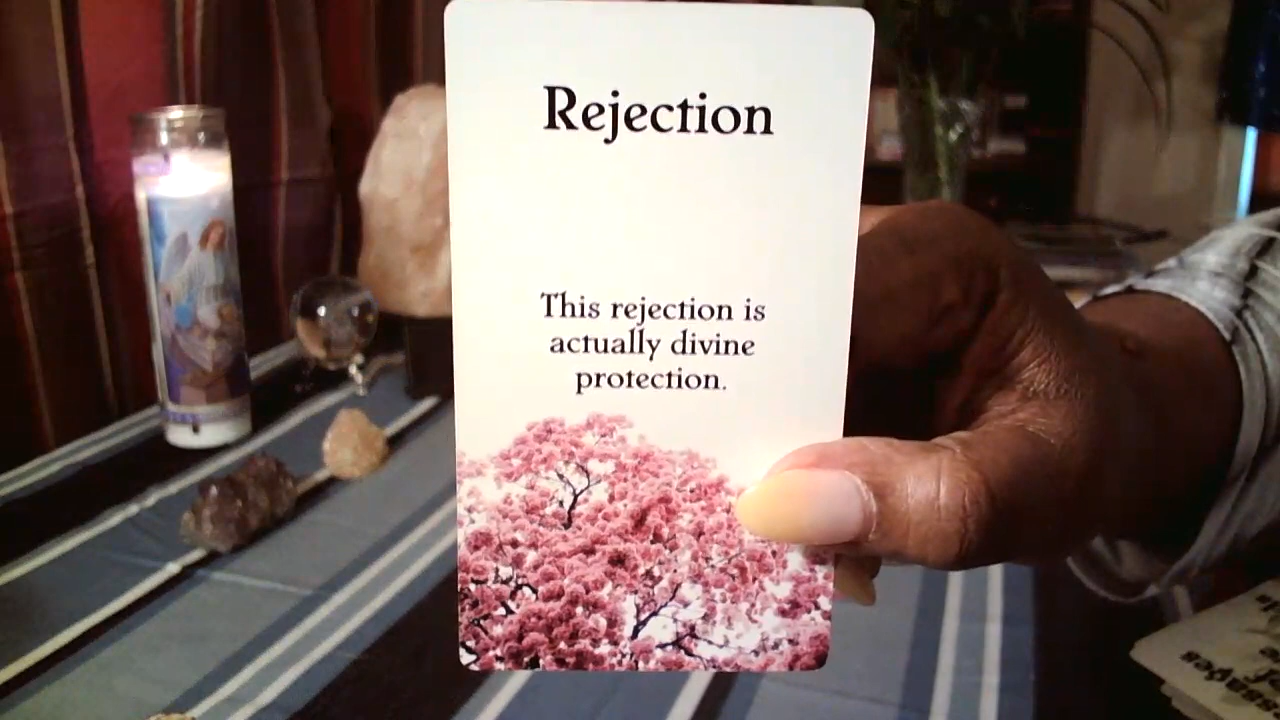 Rejection
This rejection is
actually divine
protection.